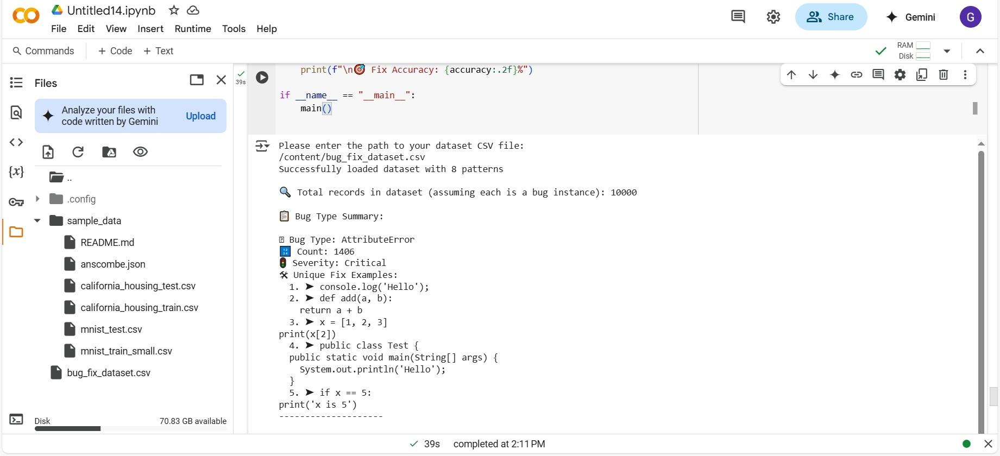 Untitled14.ipynb
File Edit View Insert Runtime Tools Help
Share
Gemini
G
Commands + Code + Text
RAM
Disk
Files
Analyze your files with
code written by Gemini
Upload
{x}
..
.config
sample_data
README.md
anscombe.json
california_housing_test.csv
california_housing_train.csv
mnist_test.csv
mnist_train_small.csv
bug_fix_dataset.csv
Disk 70.83 GB available
39s
print(f"\n🎯 Fix Accuracy: {accuracy:.2f}%")
if __name__ == "__main__":
main()
Please enter the path to your dataset CSV file:
/content/bug_fix_dataset.csv
Successfully loaded dataset with 8 patterns
🔍 Total records in dataset (assuming each is a bug instance): 10000
📋 Bug Type Summary:
Bug Type: AttributeError
🔢 Count: 1406
🚦 Severity: Critical
🛠 Unique Fix Examples:
1. ➤ console.log('Hello');
2. ➤ def add(a, b):
return a + b
3. ➤ x = [1, 2, 3]
print(x[2])
4. ➤ public class Test {
public static void main(String[] args) {
System.out.println('Hello');
}
5. ➤ if x == 5:
print('x is 5')
--------------------
39s completed at 2:11 PM